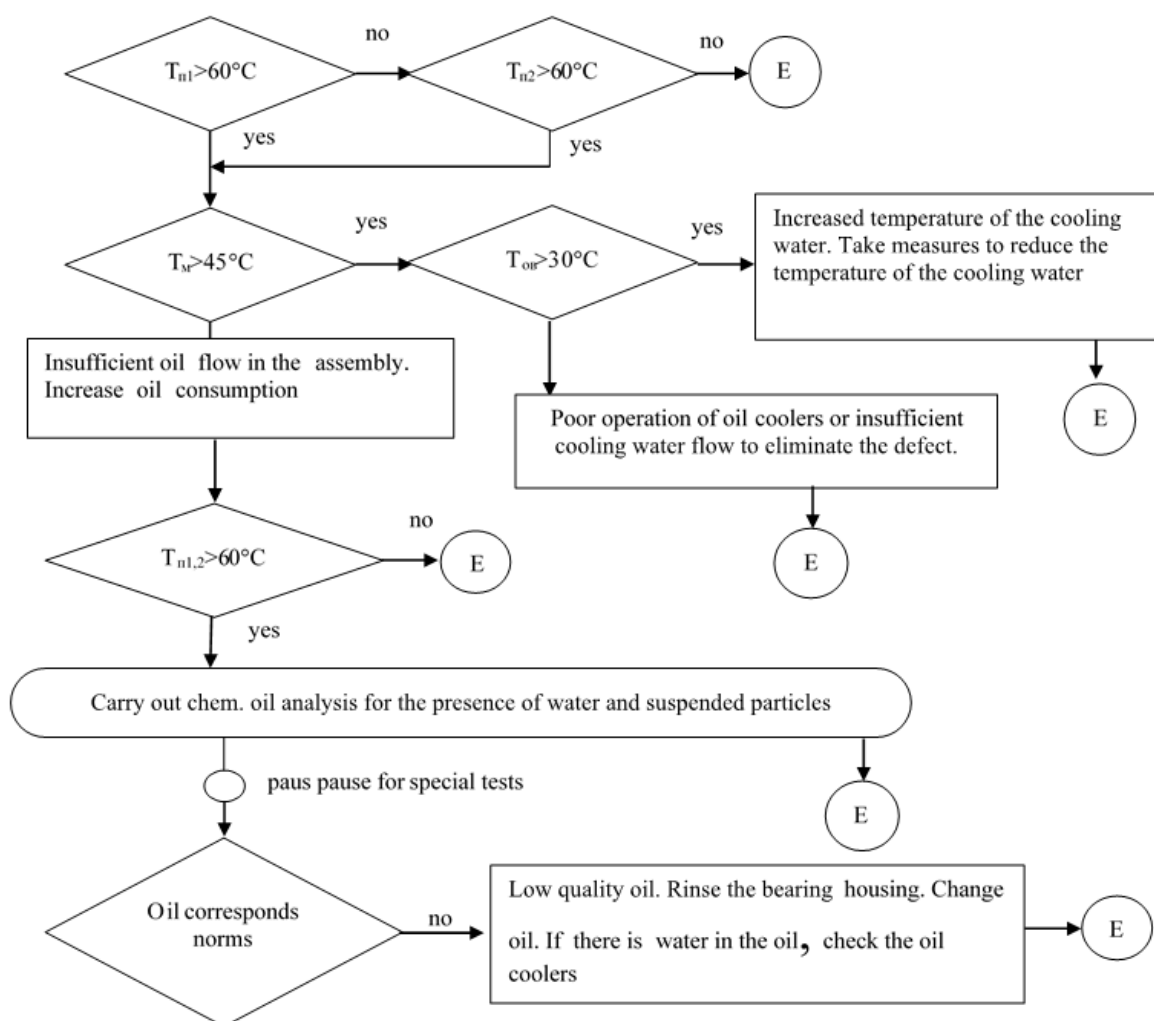 Tп1>60°C
no
Tп2>60°C
no
E
yes
yes
Tм>45°C
yes
Tов>30°C
yes
Increased temperature of the cooling
water. Take measures to reduce the
temperature of the cooling water
E
Insufficient oil flow in the assembly.
Increase oil consumption
Poor operation of oil coolers or insufficient
cooling water flow to eliminate the defect.
E
Tп1,2>60°C
no
E
yes
Carry out chem. oil analysis for the presence of water and suspended particles
E
paus pause for special tests
Oil corresponds
norms
no
Low quality oil. Rinse the bearing housing. Change
oil. If there is water in the oil, check the oil
coolers
E